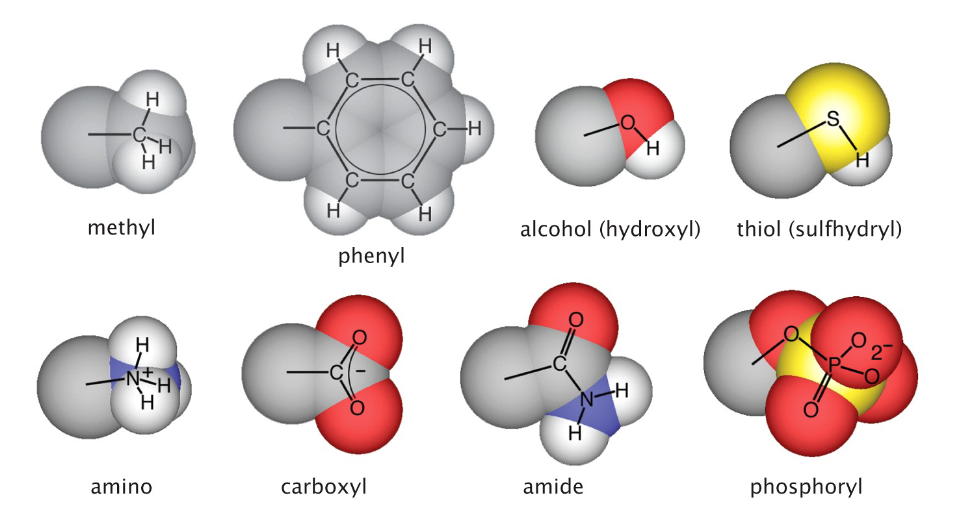 H
C
H
H
methyl
H
H
C
C
C
C
H
C
C
H
H
phenyl
O
H
alcohol (hydroxyl)
S
H
thiol (sulfhydryl)
H
N
+
H
H
amino
O
C
−
O
carboxyl
O
C
N
H
H
amide
O
O
2−
P
O
O
phosphoryl